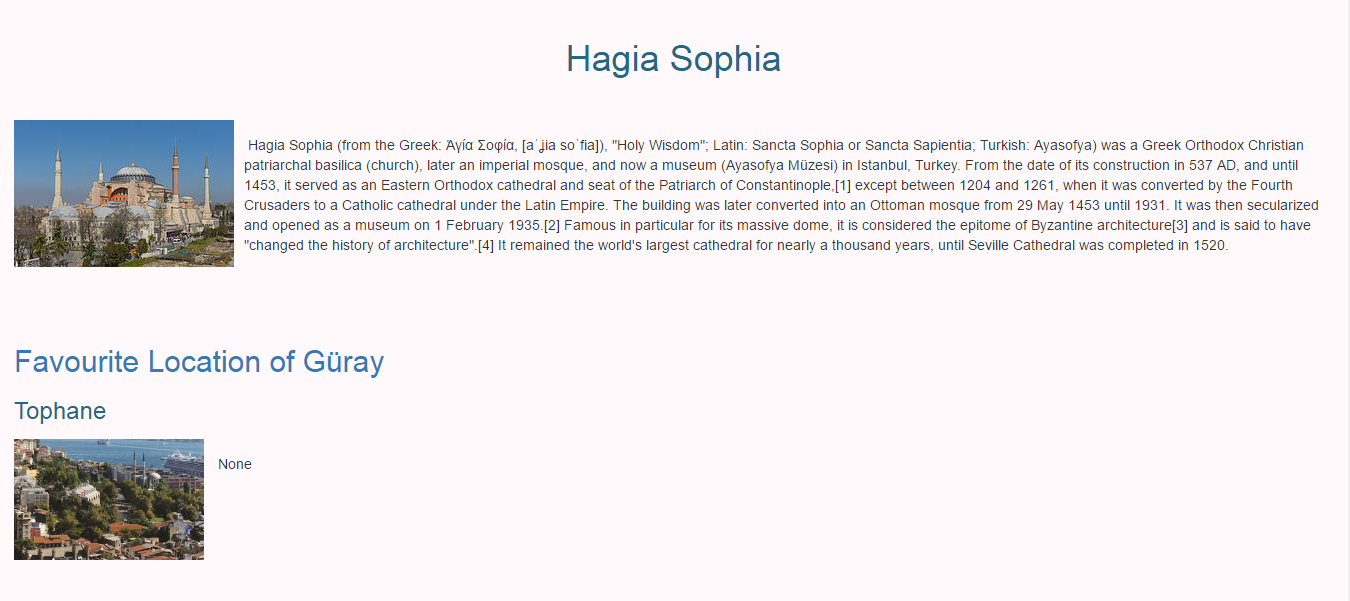 Hagia Sophia
Hagia Sophia (from the Greek: Ἁγία Σοφία, [aˈʝia soˈfia]), "Holy Wisdom"; Latin: Sancta Sophia or Sancta Sapientia; Turkish: Ayasofya) was a Greek Orthodox Christian
patriarchal basilica (church), later an imperial mosque, and now a museum (Ayasofya Müzesi) in Istanbul, Turkey. From the date of its construction in 537 AD, and until
1453, it served as an Eastern Orthodox cathedral and seat of the Patriarch of Constantinople,[1] except between 1204 and 1261, when it was converted by the Fourth
Crusaders to a Catholic cathedral under the Latin Empire. The building was later converted into an Ottoman mosque from 29 May 1453 until 1931. It was then secularized
and opened as a museum on 1 February 1935.[2] Famous in particular for its massive dome, it is considered the epitome of Byzantine architecture[3] and is said to have
"changed the history of architecture".[4] It remained the world's largest cathedral for nearly a thousand years, until Seville Cathedral was completed in 1520.
Favourite Location of Güray
Tophane
None